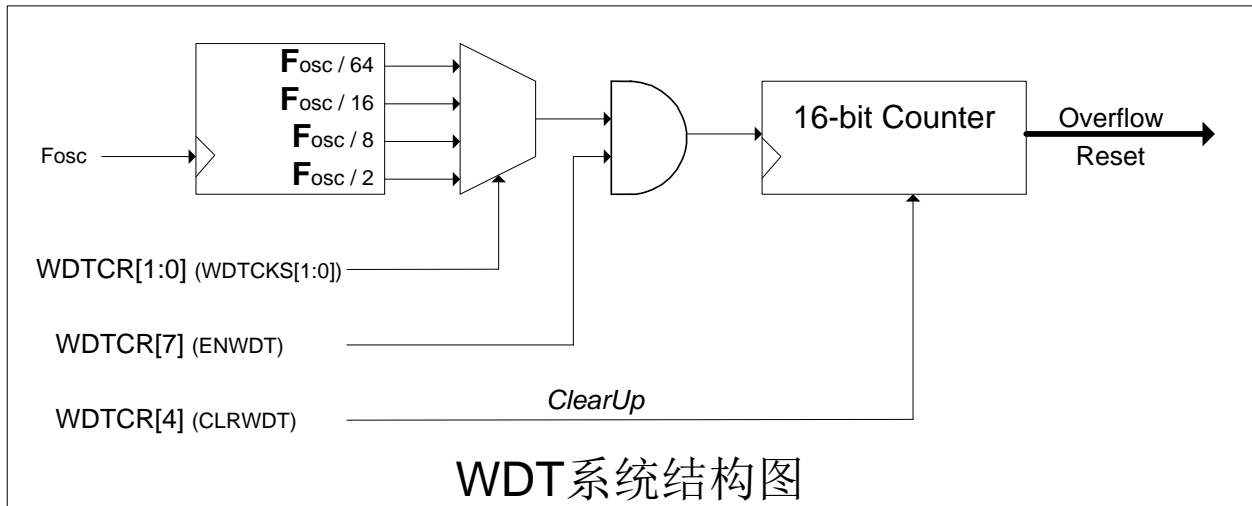 Fosc / 64
Fosc / 16
Fosc / 8
Fosc / 2
Fosc
16-bit Counter
Overflow
Reset
WDTCR[1:0] (WDTCKS[1:0])
WDTCR[7] (ENWDT)
WDTCR[4] (CLRWDT)
ClearUp
WDT系统结构图